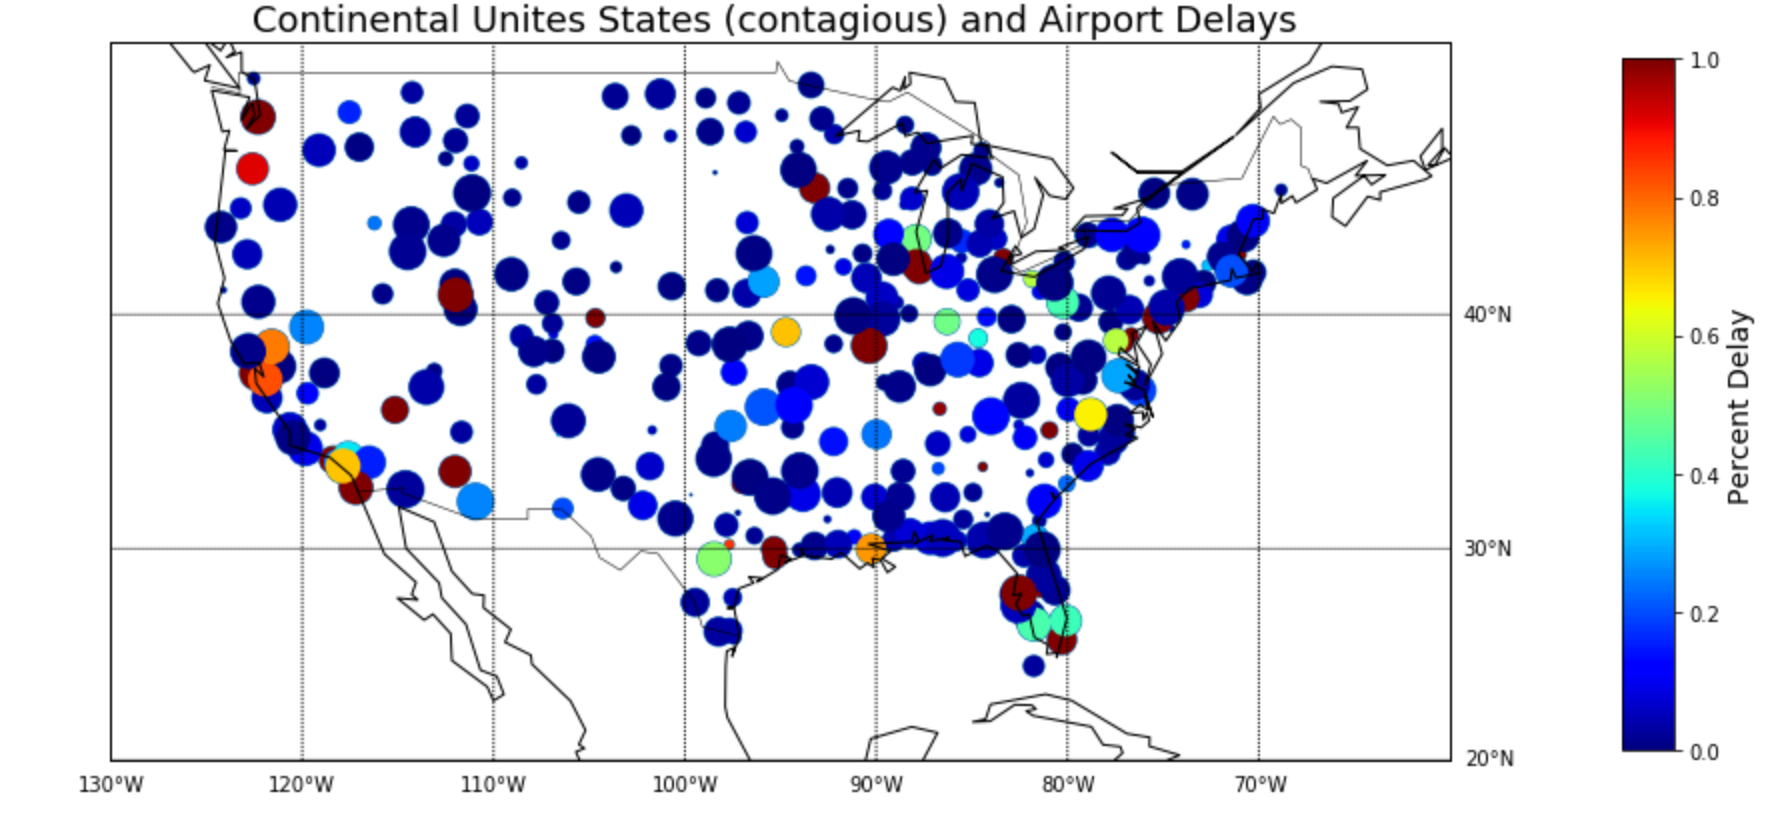 Continental Unites States (contagious) and Airport Delays
1.0
0.8
40°N
0.6
Percent Delay
0.4
30°N
0.2
20°N
0.0
130°W 120°W 110°W 100°W 90°W 80°W 70°W